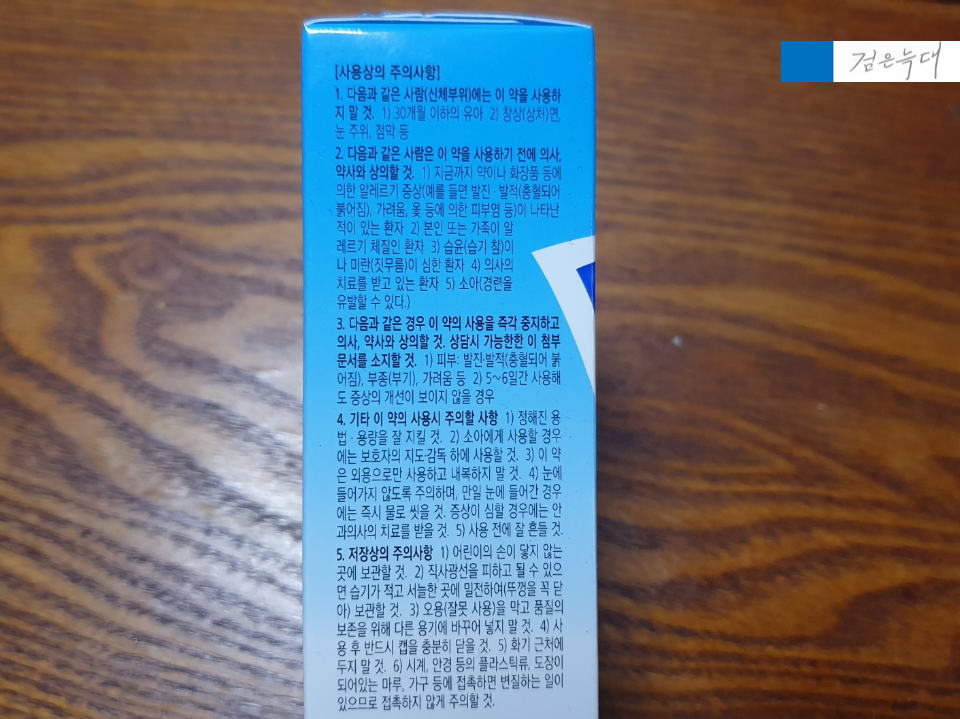 검은늑대
[사용상의 주의사항]
1. 다음과 같은 사람(신체부위)에는 이 약을 사용하
지 말 것. 1) 30개월 이하의 유아 2) 창상(상처)면,
눈 주위, 점막 등
2. 다음과 같은 사람은 이 약을 사용하기 전에 의사,
약사와 상의할 것. 1) 지금까지 약이나 화장품 등에
의한 알레르기 증상(예를 들면 발진·발적(충혈되어
붉어짐), 가려움, 옻 등에 의한 피부염 등)이 나타난
적이 있는 환자 2) 본인 또는 가족이 알
레르기 체질인 환자 3) 습윤(습기 참)이
나 미란(짓무름)이 심한 환자 4) 의사의
치료를 받고 있는 환자 5) 소아(경련을
유발할 수 있다.)
3. 다음과 같은 경우 이 약의 사용을 즉각 중지하고
의사, 약사와 상의할 것. 상담시 가능한한 이 첨부
문서를 소지할 것. 1) 피부: 발진·발적(충혈되어 붉
어짐), 부종(부기), 가려움 등 2) 5~6일간 사용해
도 증상의 개선이 보이지 않을 경우
4. 기타 이 약의 사용시 주의할 사항 1) 정해진 용
법·용량을 잘 지킬 것. 2) 소아에게 사용할 경우
에는 보호자의 지도·감독 하에 사용할 것. 3) 이 약
은 외용으로만 사용하고 내복하지 말 것. 4) 눈에
들어가지 않도록 주의하며, 만일 눈에 들어간 경우
에는 즉시 물로 씻을 것. 증상이 심할 경우에는 안
과의사의 치료를 받을 것. 5) 사용 전에 잘 흔들 것.
5. 저장상의 주의사항 1) 어린이의 손이 닿지 않는
곳에 보관할 것. 2) 직사광선을 피하고 될 수 있으
면 습기가 적고 서늘한 곳에 밀전하여(뚜껑을 꼭 닫
아) 보관할 것. 3) 오용(잘못 사용)을 막고 품질의
보존을 위해 다른 용기에 바꾸어 넣지 말 것. 4) 사
용 후 반드시 캡을 충분히 닫을 것. 5) 화기 근처에
두지 말 것. 6) 시계, 안경 등의 플라스틱류, 도장이
되어있는 마루, 가구 등에 접촉하면 변질하는 일이
있으므로 접촉하지 않게 주의할 것.